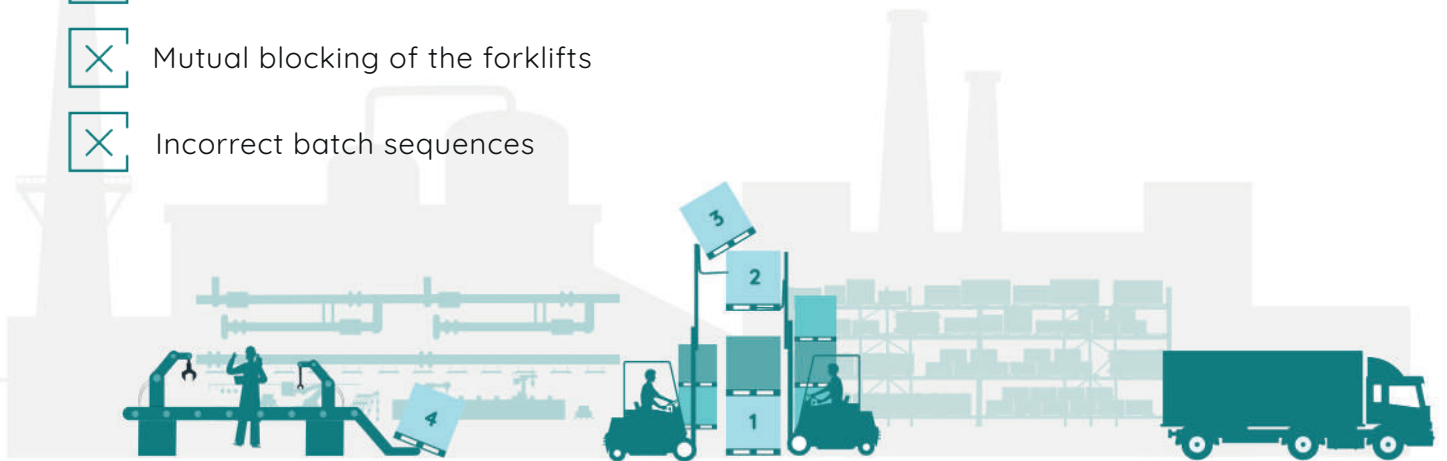 Mutual blocking of the forklifts
Incorrect batch sequences
3
2
4
1